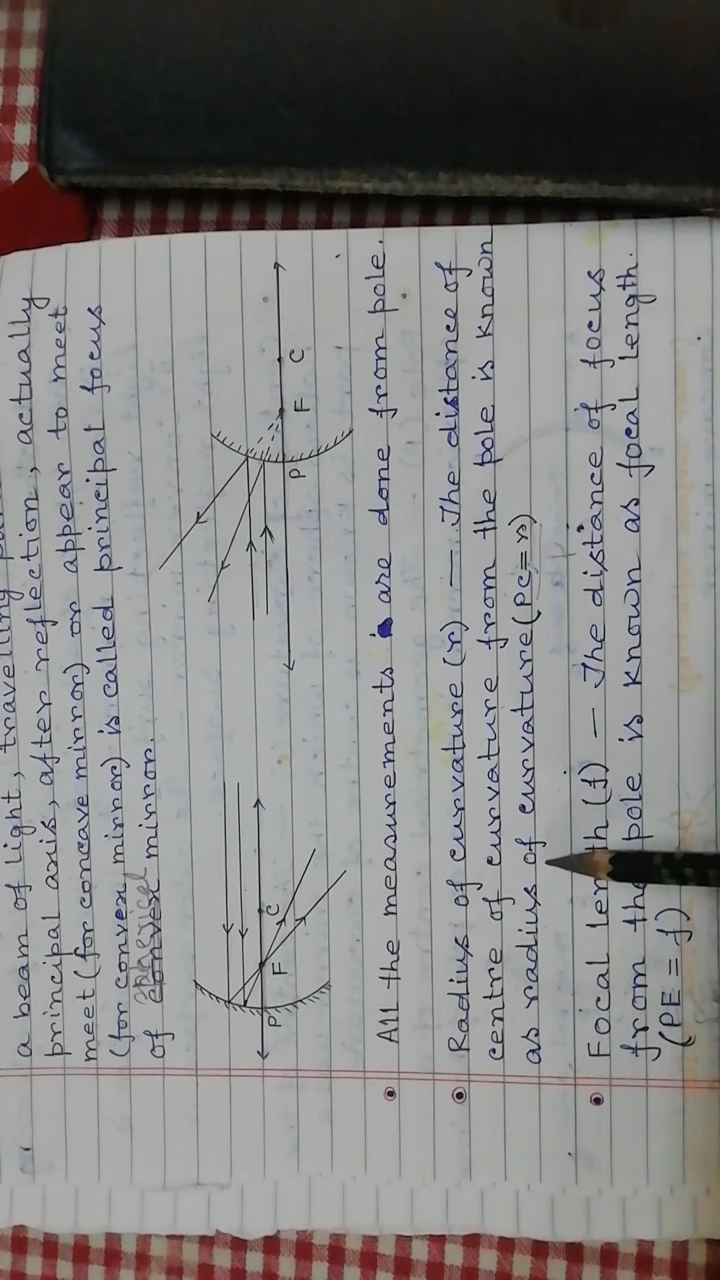 a beam of light, travelling
principal axis, after reflection, actually
meet (for concave mirror) or appear to meet
(for convex mirror) is called principal focus
of spherical mirror.
P F C
P F C
• All the measurements are done from pole.
• Radius of curvature (r) — The distance of
centre of curvature from the pole is known
as radius of curvature (PC = r)
• Focal length (f) — The distance of focus
from the pole is known as focal length.
(PE = f)